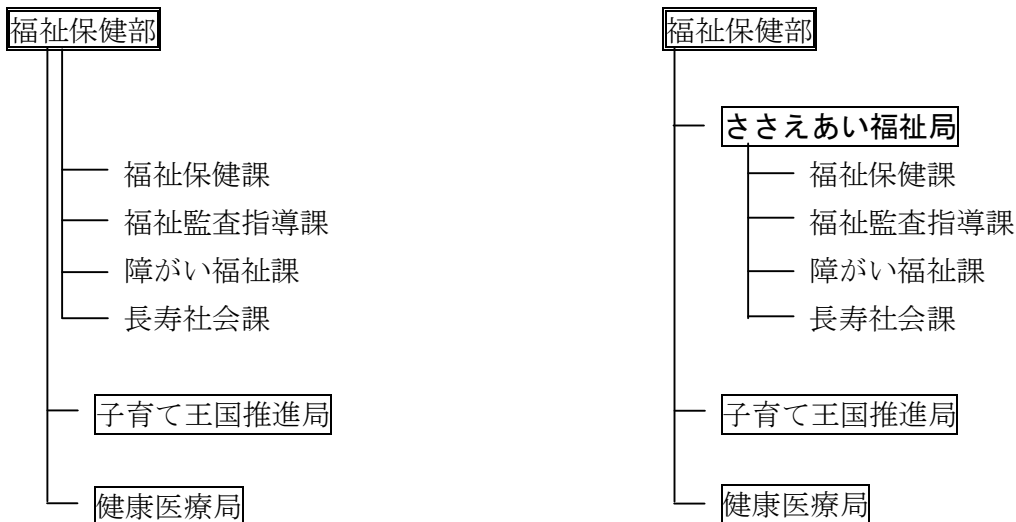 福祉保健部
福祉保健課
福祉監査指導課
障がい福祉課
長寿社会課
子育て王国推進局
健康医療局
福祉保健部
ささえあい福祉局
福祉保健課
福祉監査指導課
障がい福祉課
長寿社会課
子育て王国推進局
健康医療局